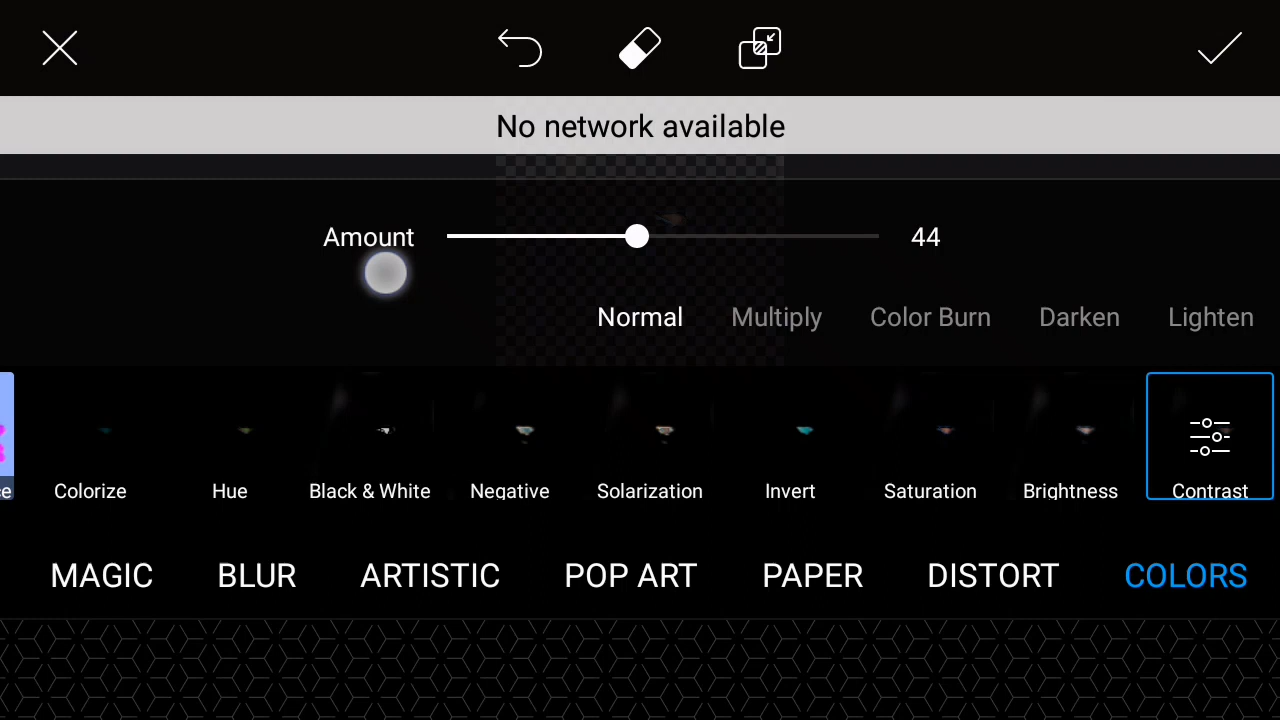 No network available
Amount 44
Normal Multiply Color Burn Darken Lighten
Colorize Hue Black & White Negative Solarization Invert Saturation Brightness Contrast
MAGIC BLUR ARTISTIC POP ART PAPER DISTORT COLORS